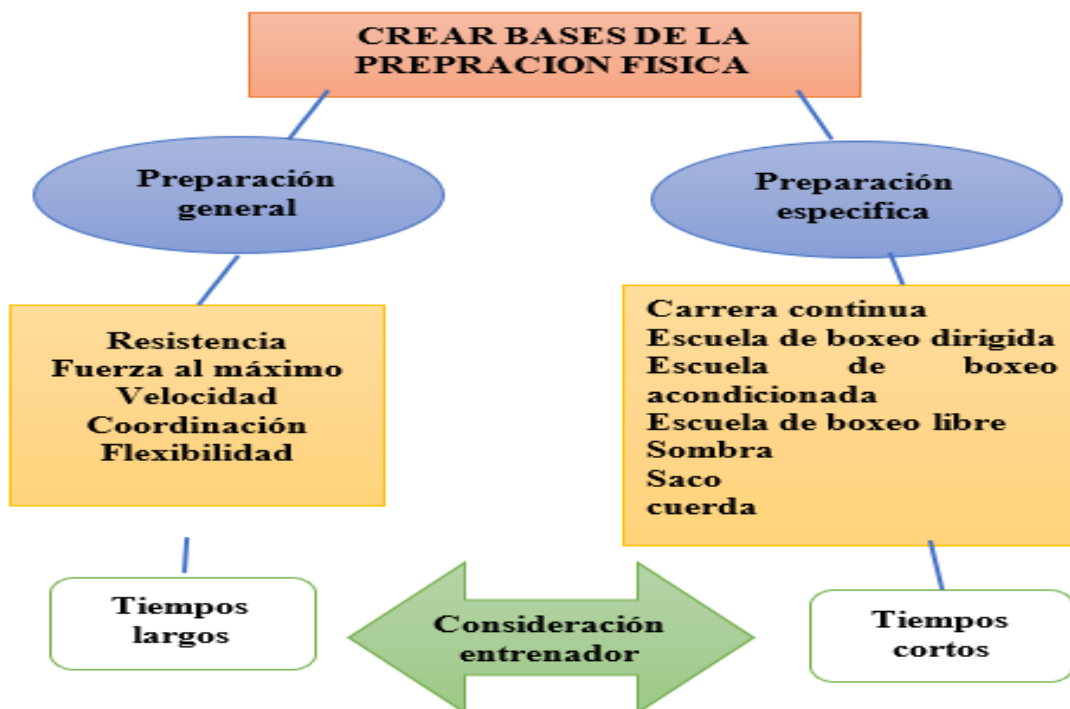 CREAR BASES DE LA
PREPRACION FISICA
Preparación
general
Preparación
especifica
Resistencia
Fuerza al máximo
Velocidad
Coordinación
Flexibilidad
Carrera continua
Escuela de boxeo dirigida
Escuela de boxeo
acondicionada
Escuela de boxeo libre
Sombra
Saco
cuerda
Tiempos
largos
Consideración
entrenador
Tiempos
cortos